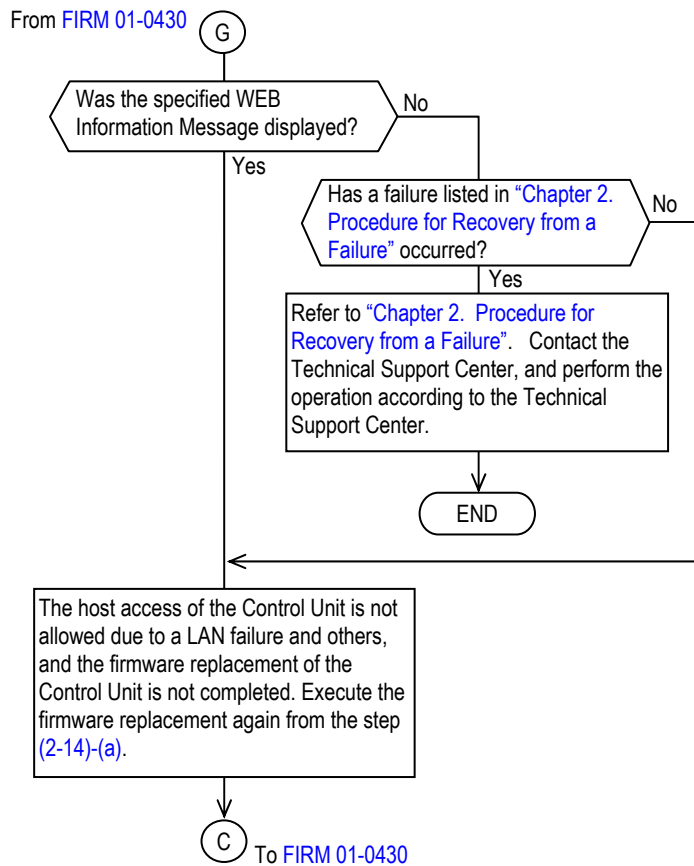 From FIRM 01-0430
G
Was the specified WEB
Information Message displayed?
No
Yes
Has a failure listed in “Chapter 2.
Procedure for Recovery from a
Failure” occurred?
No
Yes
Refer to “Chapter 2.  Procedure for
Recovery from a Failure”.   Contact the
Technical Support Center, and perform the
operation according to the Technical
Support Center.
END
The host access of the Control Unit is not
allowed due to a LAN failure and others,
and the firmware replacement of the
Control Unit is not completed. Execute the
firmware replacement again from the step
(2-14)-(a).
C
To FIRM 01-0430